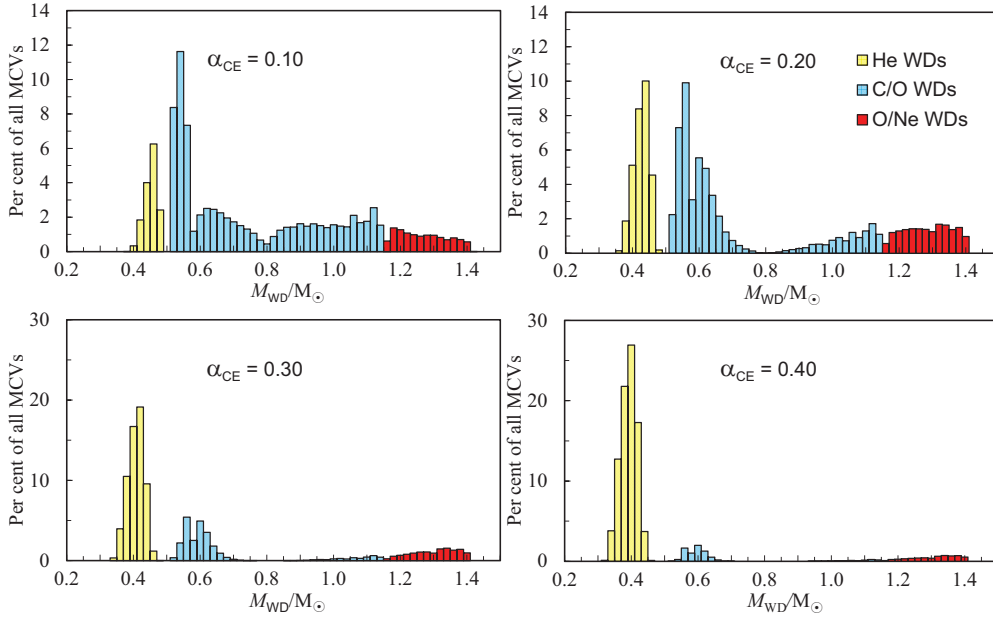 α_CE = 0.10
Per cent of all MCVs
14
12
10
8
6
4
2
0
0.2 0.4 0.6 0.8 1.0 1.2 1.4
M_WD/M_⊙
α_CE = 0.20
He WDs
C/O WDs
O/Ne WDs
Per cent of all MCVs
14
12
10
8
6
4
2
0
0.2 0.4 0.6 0.8 1.0 1.2 1.4
M_WD/M_⊙
α_CE = 0.30
Per cent of all MCVs
30
20
10
0
0.2 0.4 0.6 0.8 1.0 1.2 1.4
M_WD/M_⊙
α_CE = 0.40
Per cent of all MCVs
30
20
10
0
0.2 0.4 0.6 0.8 1.0 1.2 1.4
M_WD/M_⊙